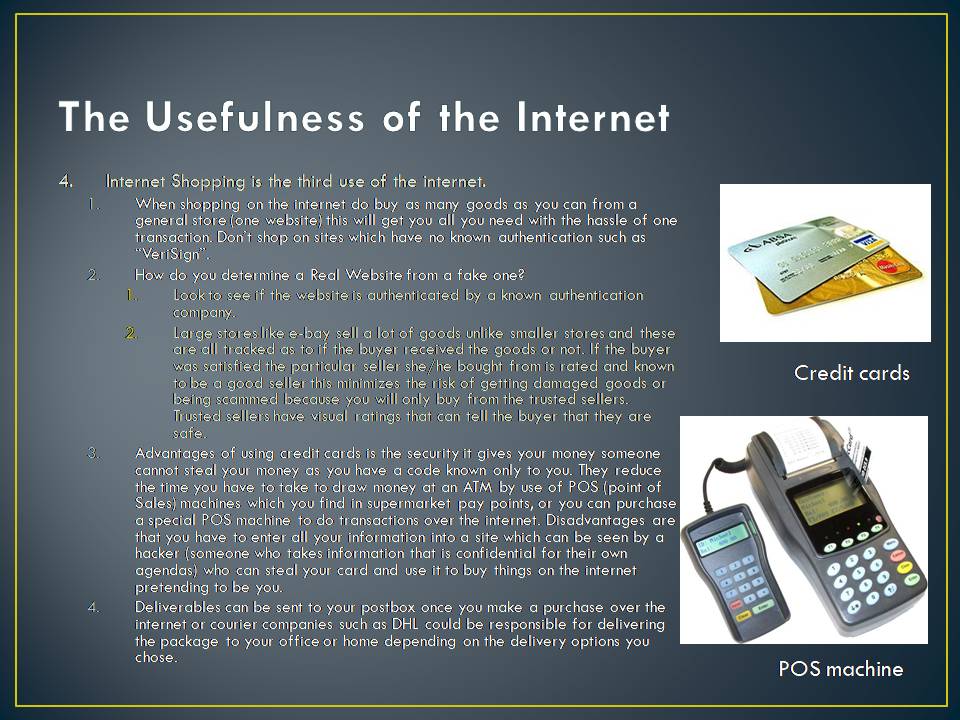 The Usefulness of the Internet
4. Internet Shopping is the third use of the internet.
1. When shopping on the internet do buy as many goods as you can from a
general store (one website) this will get you all you need with the hassle of one
transaction. Don't shop on sites which have no known authentication such as
"VeriSign".
2. How do you determine a Real Website from a fake one?
1. Look to see if the website is authenticated by a known authentication
company.
2. Large stores like e-bay sell a lot of goods unlike smaller stores and these
are all tracked as to if the buyer received the goods or not. If the buyer
was satisfied the particular seller she/he bought from is rated and known
to be a good seller this minimizes the risk of getting damaged goods or
being scammed because you will only buy from the trusted sellers.
Trusted sellers have visual ratings that can tell the buyer that they are
safe.
3. Advantages of using credit cards is the security it gives your money someone
cannot steal your money as you have a code known only to you. They reduce
the time you have to take to draw money at an ATM by use of POS (point of
Sales) machines which you find in supermarket pay points, or you can purchase
a special POS machine to do transactions over the internet. Disadvantages are
that you have to enter all your information into a site which can be seen by a
hacker (someone who takes information that is confidential for their own
agendas) who can steal your card and use it to buy things on the internet
pretending to be you.
4. Deliverables can be sent to your postbox once you make a purchase over the
internet or courier companies such as DHL could be responsible for delivering
the package to your office or home depending on the delivery options you
chose.
ABSA
platinum
VISA
MasterCard
Credit cards
POS machine